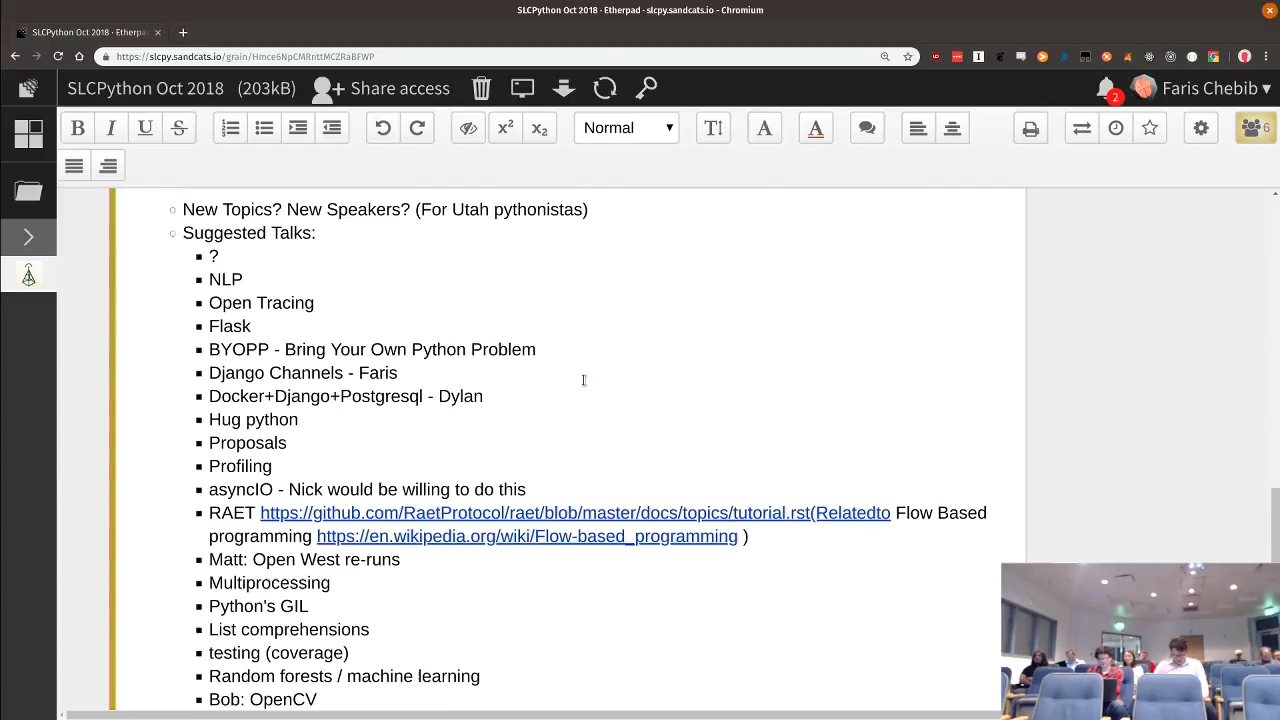 SLCPython Oct 2018 · Etherpad · slcpy.sandcats.io - Chromium
SLCPython Oct 2018 · Etherpa
https://slcpy.sandcats.io/grain/Hmce6NpCMRnttMCZRaBFWP
SLCPython Oct 2018 (203kB) Share access 2 Faris Chebib
B I U S x² x₂ Normal A A 6
New Topics? New Speakers? (For Utah pythonistas)
Suggested Talks:
?
NLP
Open Tracing
Flask
BYOPP - Bring Your Own Python Problem
Django Channels - Faris
Docker+Django+Postgresql - Dylan
Hug python
Proposals
Profiling
asyncIO - Nick would be willing to do this
RAET https://github.com/RaetProtocol/raet/blob/master/docs/topics/tutorial.rst(Relatedto Flow Based
programming https://en.wikipedia.org/wiki/Flow-based_programming )
Matt: Open West re-runs
Multiprocessing
Python's GIL
List comprehensions
testing (coverage)
Random forests / machine learning
Bob: OpenCV